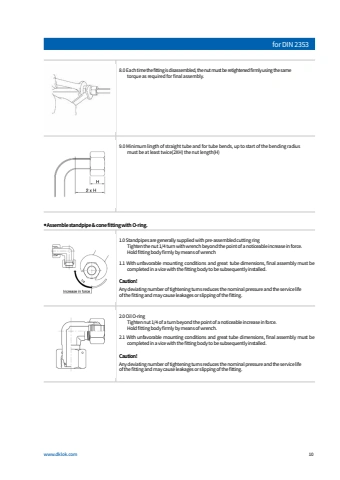 for DIN 2353
8.0 Each time the fitting is disassembled, the nut must be retightened firmly using the same
torque as required for final assembly.
9.0 Minimum length of straight tube and for tube bends, up to start of the bending radius
must be at least twice(2XH) the nut length(H)
H
2 x H
Assemble standpipe & cone fitting with O-ring.
1.0 Standpipes are generally supplied with pre-assembled cutting ring
Tighten the nut 1/4 turn with wrench beyond the point of a noticeable increase in force.
Hold fitting body firmly by means of wrench
1.1 With unfavorable mounting conditions and great tube dimensions, final assembly must be
completed in a vice with the fitting body to be subsequently installed.
Caution!
Any deviating number of tightening turns reduces the nominal pressure and the service life
of the fitting and may cause leakages or slipping of the fitting.
Increase in force
2.0 Oil O-ring
Tighten nut 1/4 of a turn beyond the point of a noticeable increase in force.
Hold fitting body firmly by means of wrench.
2.1 With unfavorable mounting conditions and great tube dimensions, final assembly must be
completed in a vice with the fitting body to be subsequently installed.
Caution!
Any deviating number of tightening turns reduces the nominal pressure and the service life
of the fitting and may cause leakages or slipping of the fitting.
www.dklok.com